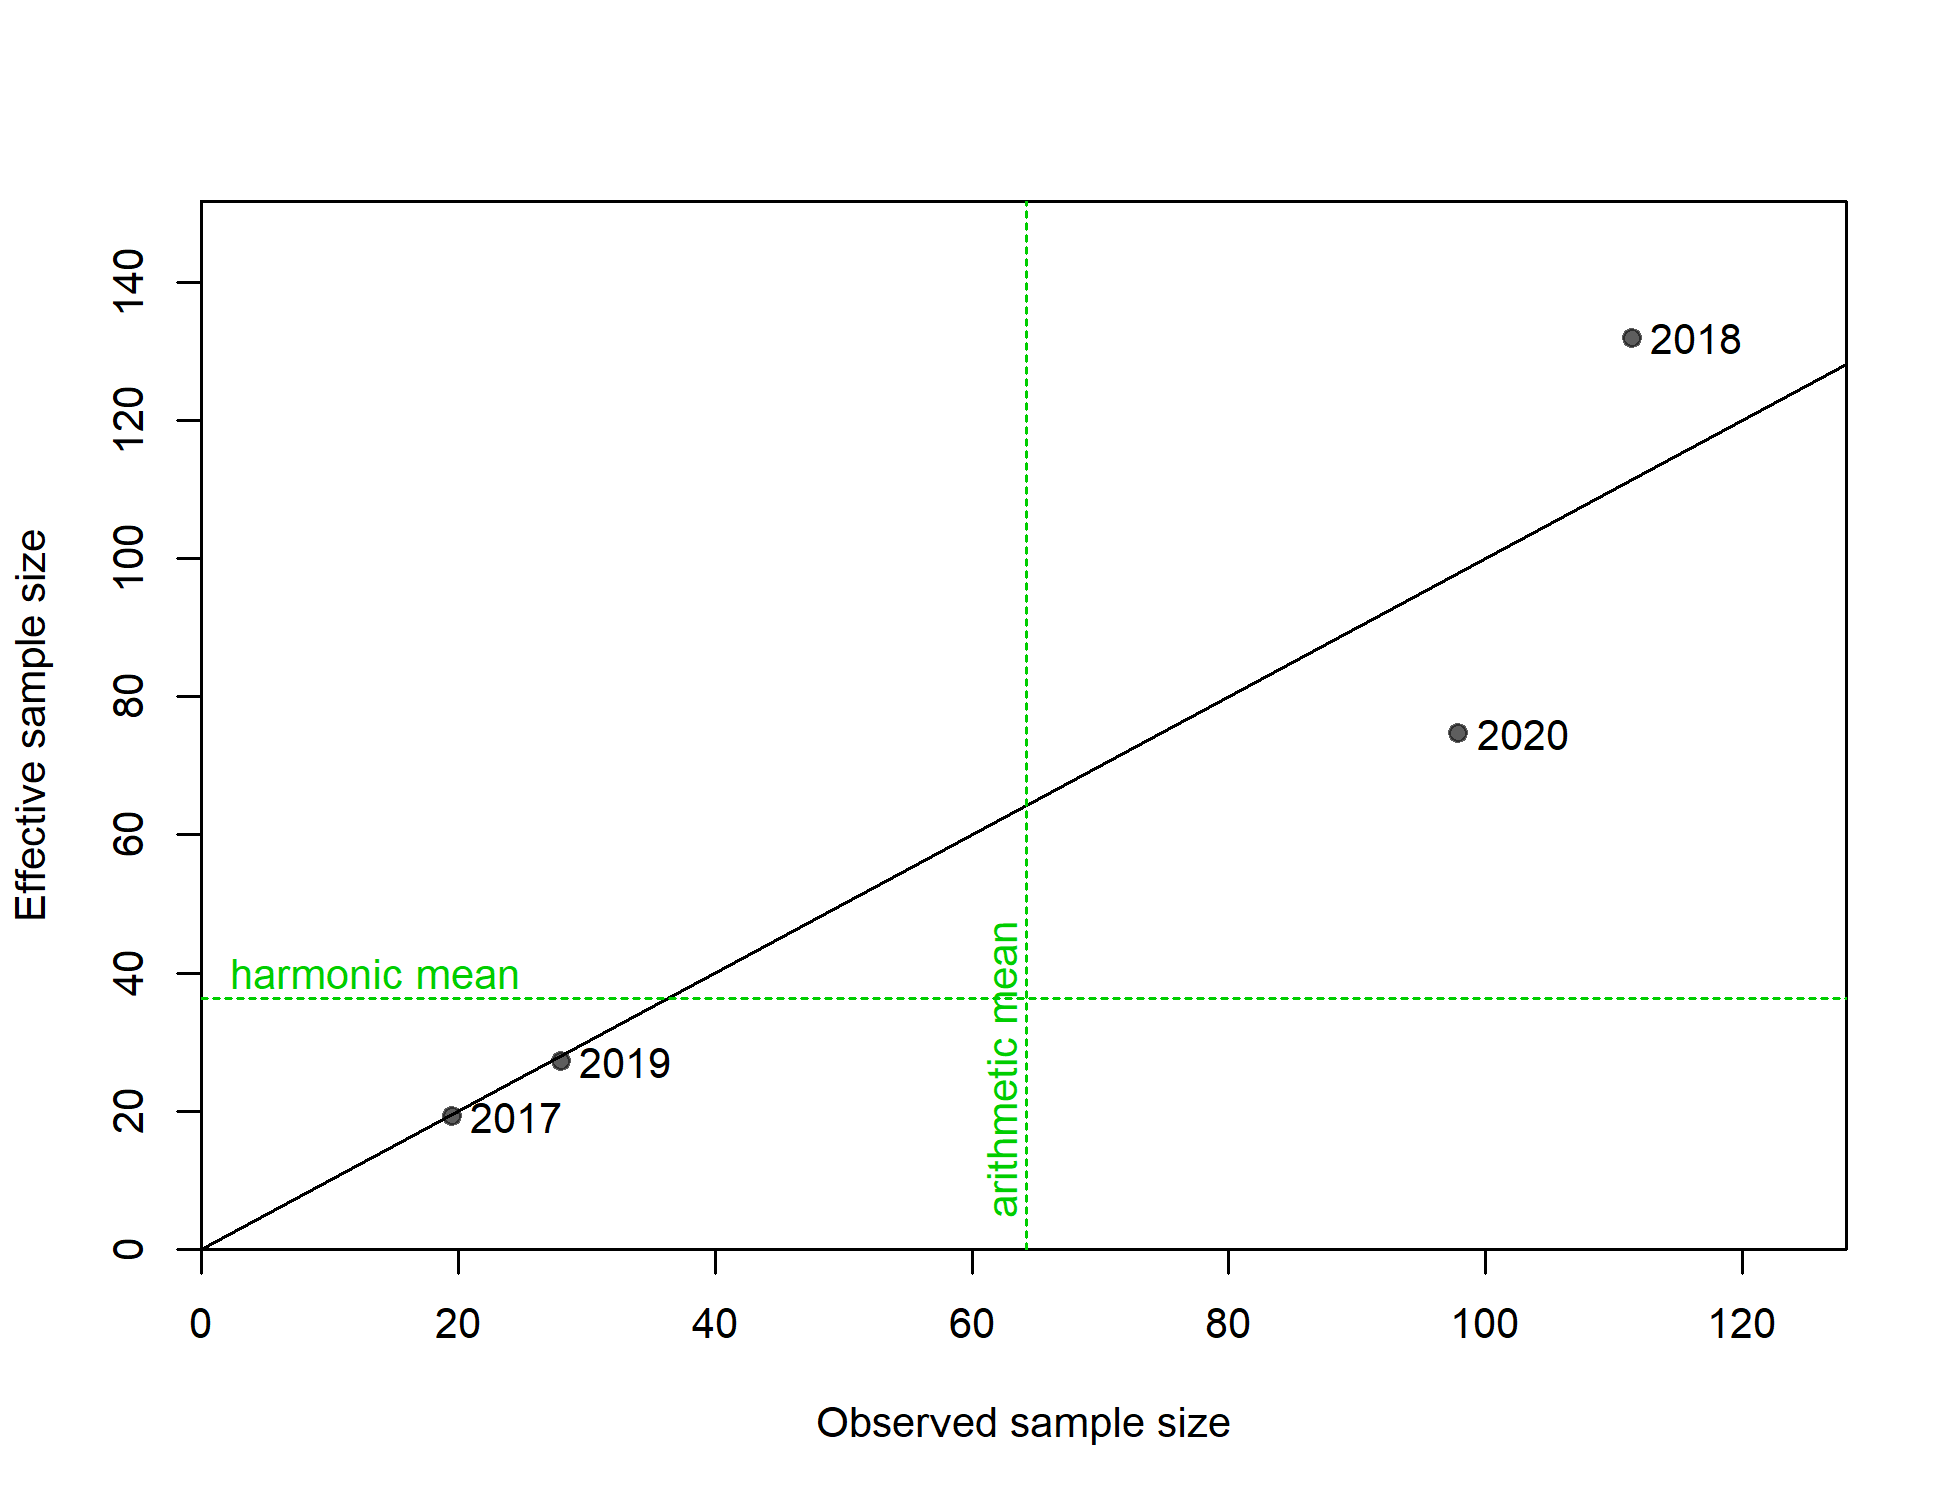 140
120
100
80
60
40
20
0
Effective sample size
2018
2020
harmonic mean
arithmetic mean
2019
2017
0 20 40 60 80 100 120
Observed sample size